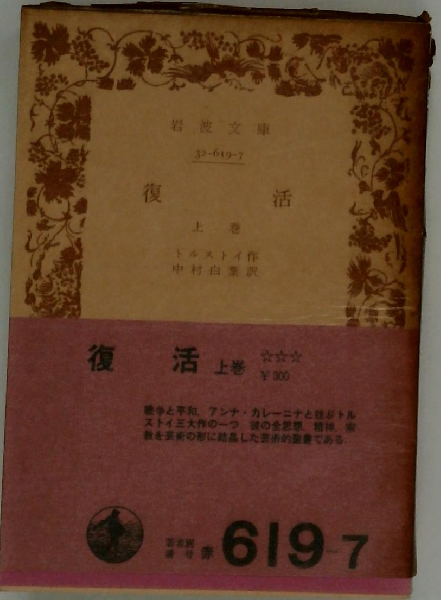 岩波文庫
32-619-7
復活
上巻
トルストイ作
中村白葉訳
復活 上巻 ☆☆☆
¥300
戦争と平和、アンナ・カレーニナと並ぶトル
ストイ三大作の一つ。彼の全思想、精神、宗
教を芸術の形に結晶した芸術的聖書である.
赤 619-7